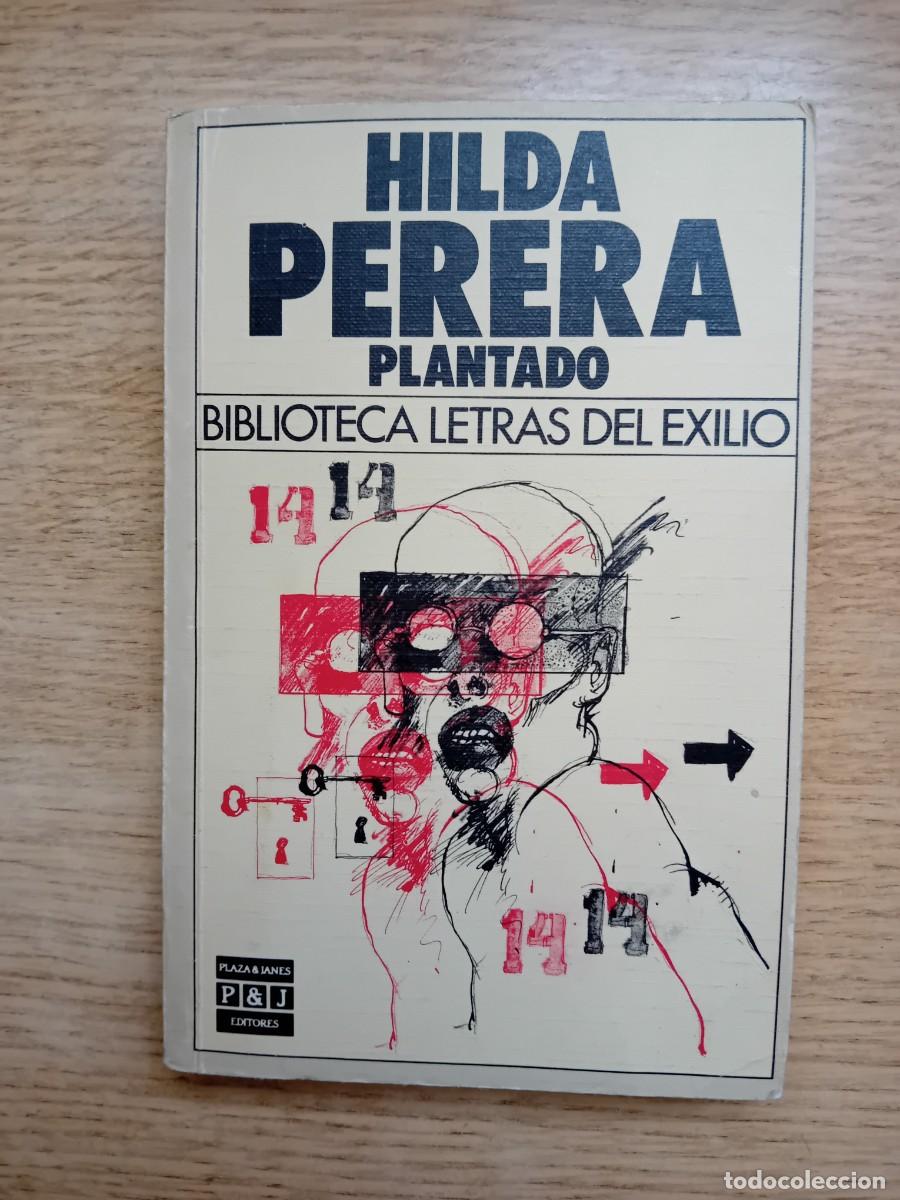 HILDA
PERERA
PLANTADO
BIBLIOTECA LETRAS DEL EXILIO
14 14
14 14
PLAZA & JANES
P & J
EDITORES
todocoleccion